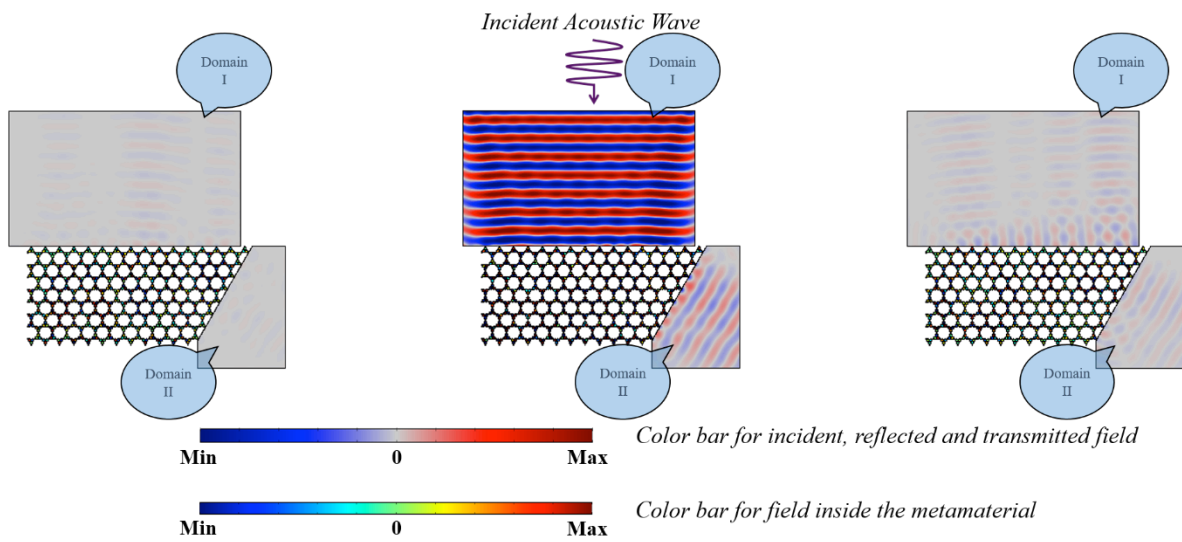 Incident Acoustic Wave
Domain
I
Domain
I
Domain
I
Domain
II
Domain
II
Domain
II
Color bar for incident, reflected and transmitted field
Min 0 Max
Color bar for field inside the metamaterial
Min 0 Max